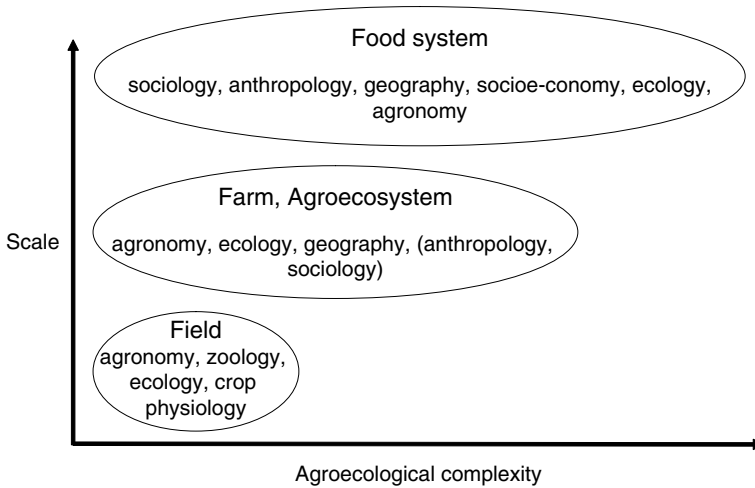 Food system
sociology, anthropology, geography, socioe-conomy, ecology,
agronomy
Farm, Agroecosystem
agronomy, ecology, geography, (anthropology,
sociology)
Scale
Field
agronomy, zoology,
ecology, crop
physiology
Agroecological complexity